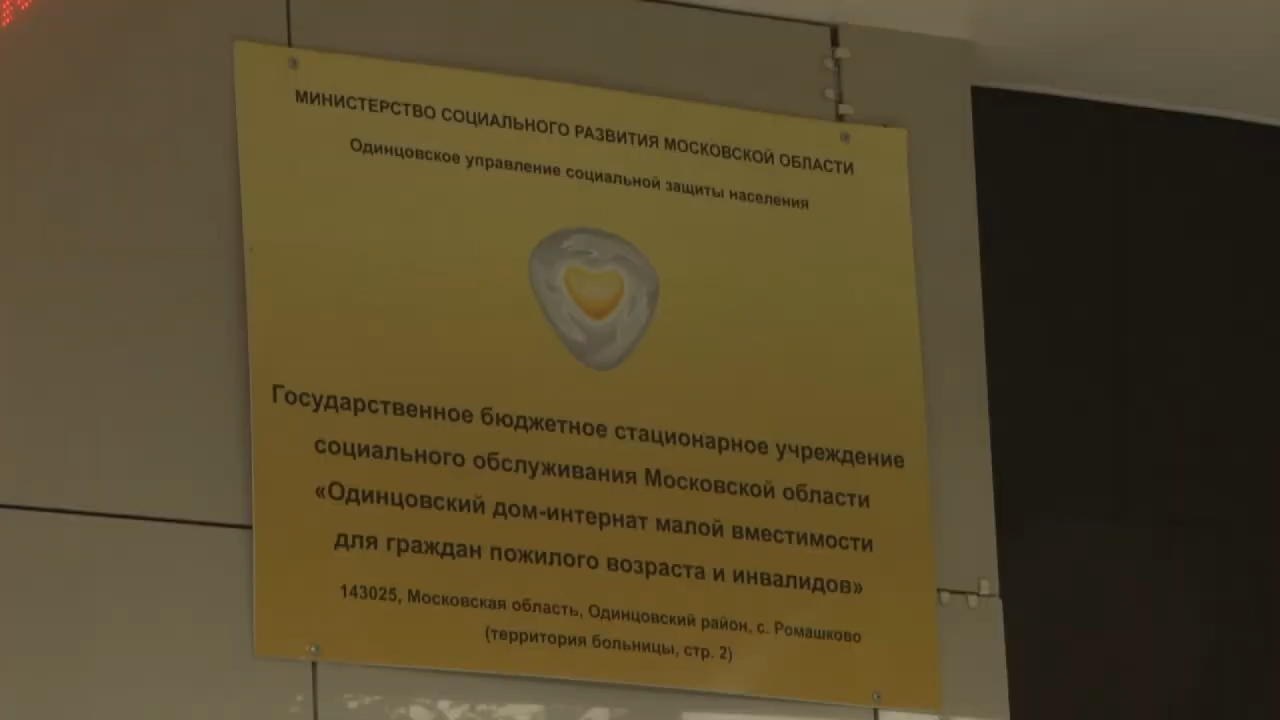 МИНИСТЕРСТВО СОЦИАЛЬНОГО РАЗВИТИЯ МОСКОВСКОЙ ОБЛАСТИ
Одинцовское управление социальной защиты населения
Государственное бюджетное стационарное учреждение
социального обслуживания Московской области
«Одинцовский дом-интернат малой вместимости
для граждан пожилого возраста и инвалидов»
143025, Московская область, Одинцовский район, с. Ромашково
(территория больницы, стр. 2)